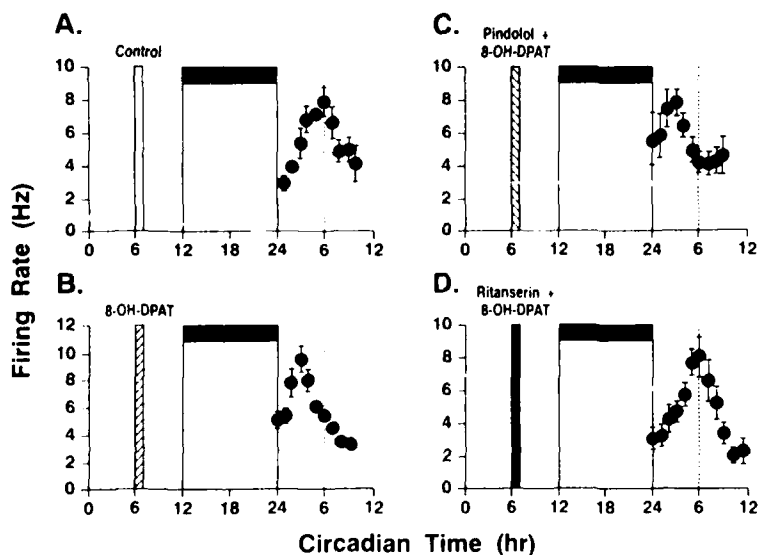 A.
Control
10
8
6
4
2
0
0 6 12 18 24 6 12
B.
8-OH-DPAT
12
10
8
6
4
2
0
0 6 12 18 24 6 12
C.
Pindolol +
8-OH-DPAT
10
8
6
4
2
0
0 6 12 18 24 6 12
D.
Ritanserin +
8-OH-DPAT
10
8
6
4
2
0
0 6 12 18 24 6 12
Firing Rate (Hz)
Circadian Time (hr)